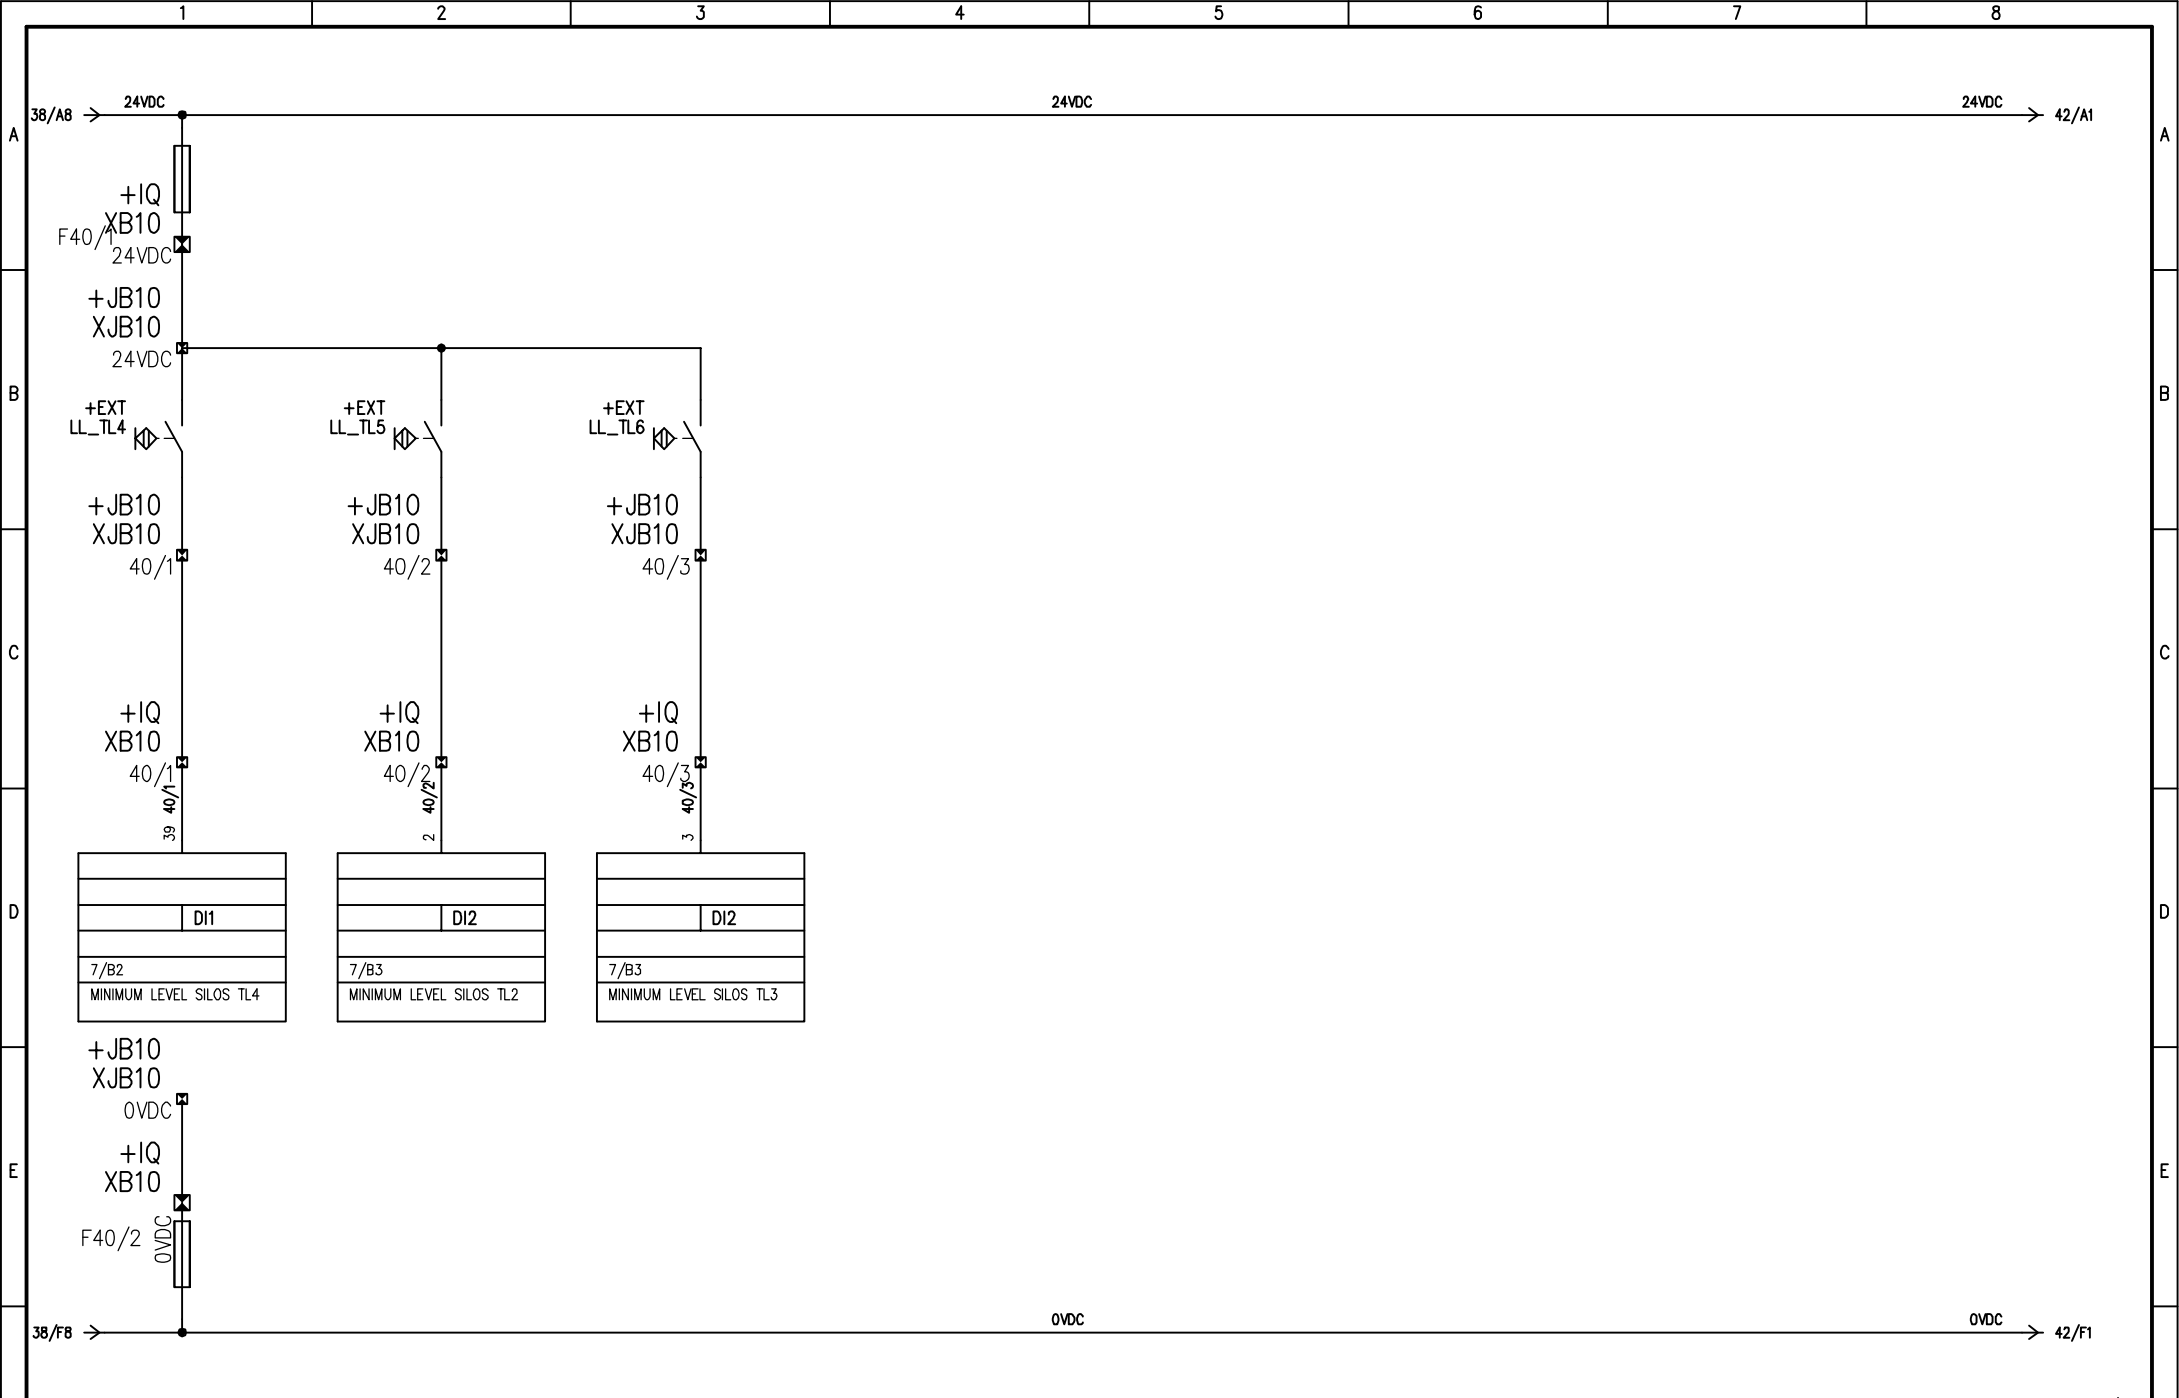 1 2 3 4 5 6 7 8
24VDC 24VDC 24VDC
38/A8 42/A1
A A
+IQ
XB10
F40/1
24VDC
+JB10
XJB10
24VDC
B B
+EXT +EXT +EXT
LL_TL4 LL_TL5 LL_TL6
+JB10 +JB10 +JB10
XJB10 XJB10 XJB10
40/1 40/2 40/3
C C
+IQ +IQ +IQ
XB10 XB10 XB10
40/1 40/2 40/3
40/1 40/2 40/3
39 2 3
D D
DI1 DI2 DI2
7/B2 7/B3 7/B3
MINIMUM LEVEL SILOS TL4 MINIMUM LEVEL SILOS TL2 MINIMUM LEVEL SILOS TL3
+JB10
XJB10
0VDC
+IQ
E E
XB10
F40/2 0VDC
0VDC 0VDC
38/F8 42/F1